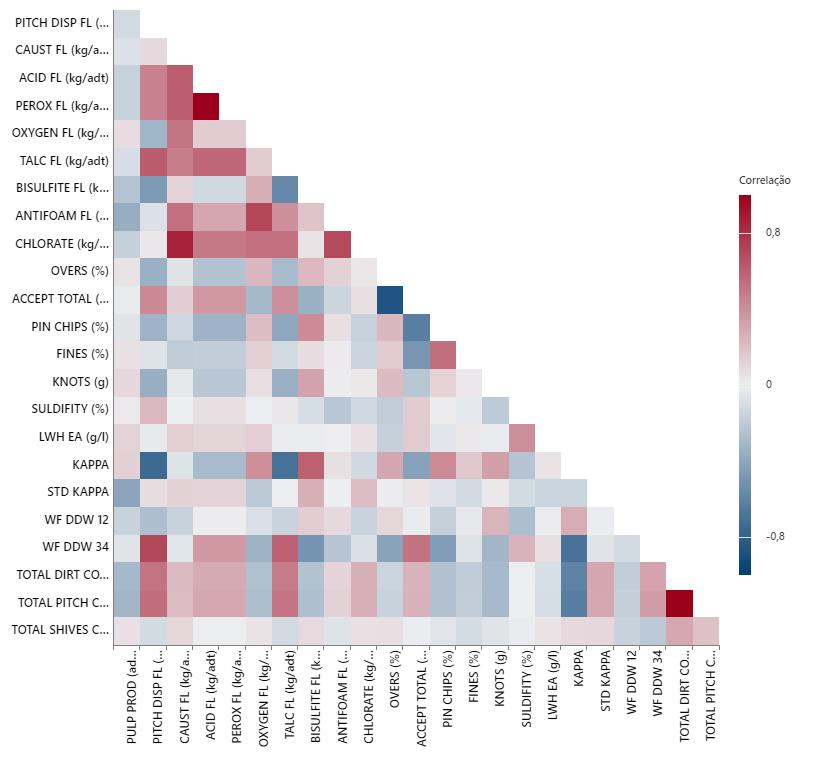 PITCH DISP FL (...
CAUST FL (kg/a...
ACID FL (kg/adt)
PEROX FL (kg/a...
OXYGEN FL (kg/...
TALC FL (kg/adt)
BISULFITE FL (k...
ANTIFOAM FL (...
CHLORATE (kg/...
OVERS (%)
ACCEPT TOTAL (...
PIN CHIPS (%)
FINES (%)
KNOTS (g)
SULDIFITY (%)
LWH EA (g/l)
KAPPA
STD KAPPA
WF DDW 12
WF DDW 34
TOTAL DIRT CO...
TOTAL PITCH C...
TOTAL SHIVES C...
PULP PROD (ad...
PITCH DISP FL (...
CAUST FL (kg/a...
ACID FL (kg/adt)
PEROX FL (kg/a...
OXYGEN FL (kg/...
TALC FL (kg/adt)
BISULFITE FL (k...
ANTIFOAM FL (...
CHLORATE (kg/...
OVERS (%)
ACCEPT TOTAL (...
PIN CHIPS (%)
FINES (%)
KNOTS (g)
SULDIFITY (%)
LWH EA (g/l)
KAPPA
STD KAPPA
WF DDW 12
WF DDW 34
TOTAL DIRT CO...
TOTAL PITCH C...
Correlação
0,8
0
-0,8